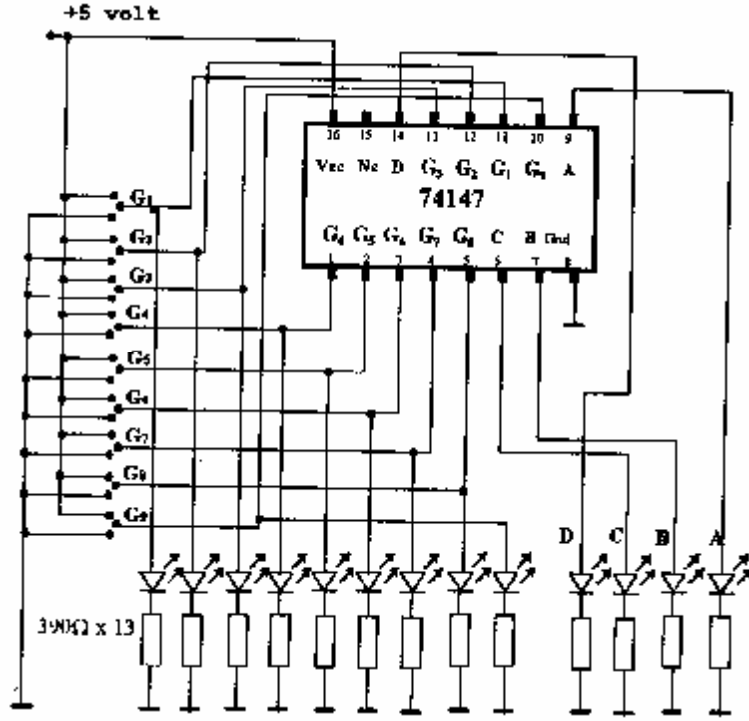 +5 volt
16 15 14 13 12 11 10 9
Vcc Nc D G3 G2 G1 G9 A
74147
G4 G5 G6 G7 G8 C B Gnd
1 2 3 4 5 6 7 8
G1
G2
G3
G4
G5
G6
G7
G8
G9
D C B A
390Ω x 13